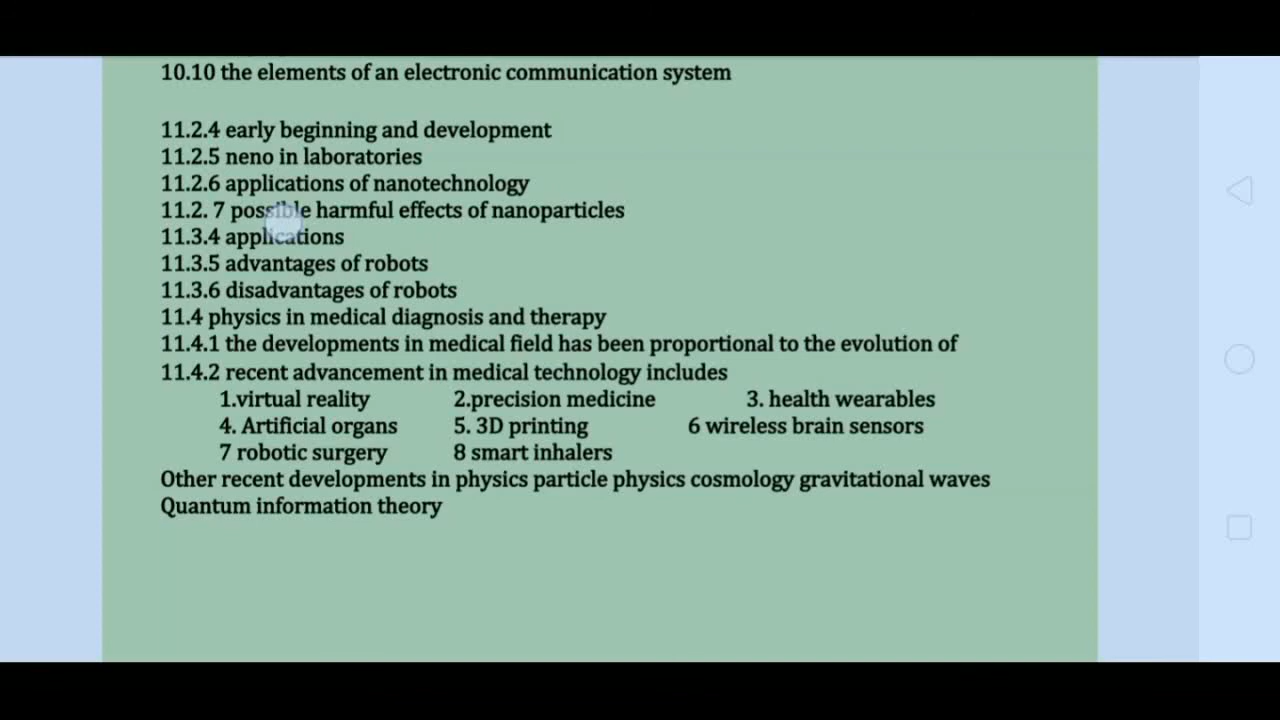 10.10 the elements of an electronic communication system
11.2.4 early beginning and development
11.2.5 neno in laboratories
11.2.6 applications of nanotechnology
11.2. 7 possible harmful effects of nanoparticles
11.3.4 applications
11.3.5 advantages of robots
11.3.6 disadvantages of robots
11.4 physics in medical diagnosis and therapy
11.4.1 the developments in medical field has been proportional to the evolution of
11.4.2 recent advancement in medical technology includes
1.virtual reality 2.precision medicine 3. health wearables
4. Artificial organs 5. 3D printing 6 wireless brain sensors
7 robotic surgery 8 smart inhalers
Other recent developments in physics particle physics cosmology gravitational waves
Quantum information theory